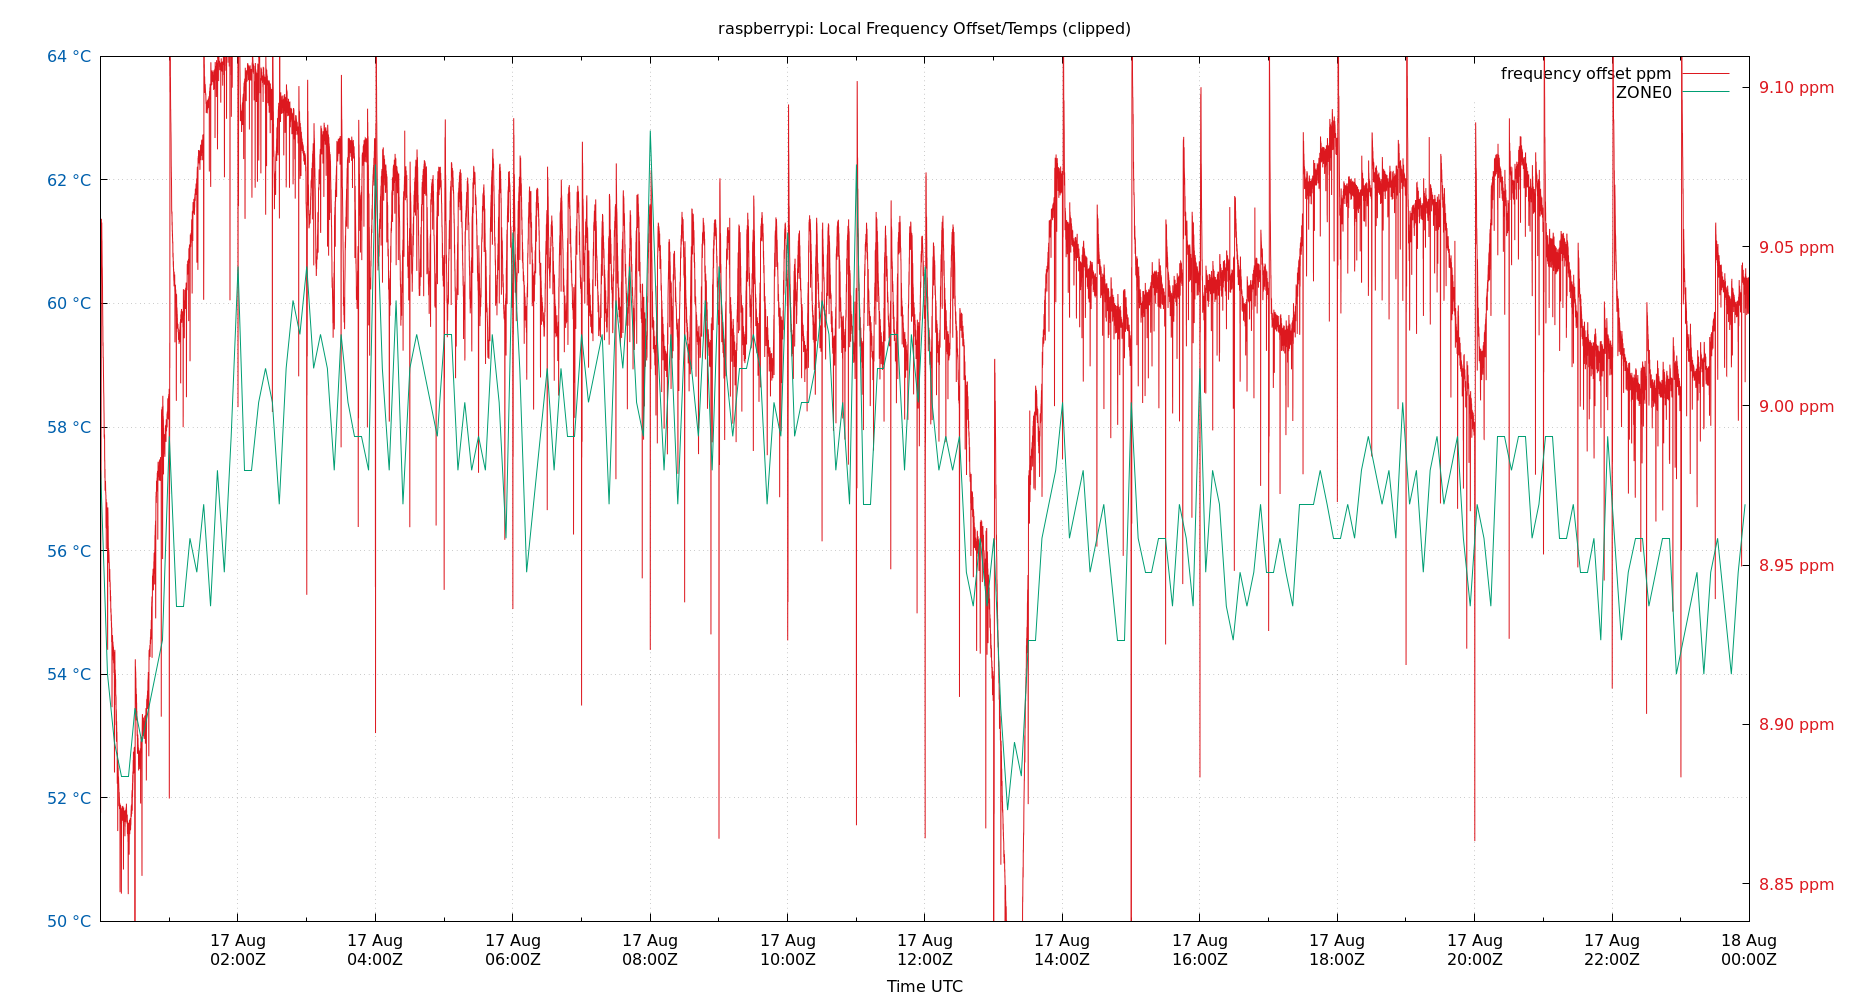 raspberrypi: Local Frequency Offset/Temps (clipped)
64 °C
62 °C
60 °C
58 °C
56 °C
54 °C
52 °C
50 °C
frequency offset ppm
ZONE0
9.10 ppm
9.05 ppm
9.00 ppm
8.95 ppm
8.90 ppm
8.85 ppm
17 Aug 17 Aug 17 Aug 17 Aug 17 Aug 17 Aug 17 Aug 17 Aug 17 Aug 17 Aug 17 Aug 18 Aug
02:00Z 04:00Z 06:00Z 08:00Z 10:00Z 12:00Z 14:00Z 16:00Z 18:00Z 20:00Z 22:00Z 00:00Z
Time UTC